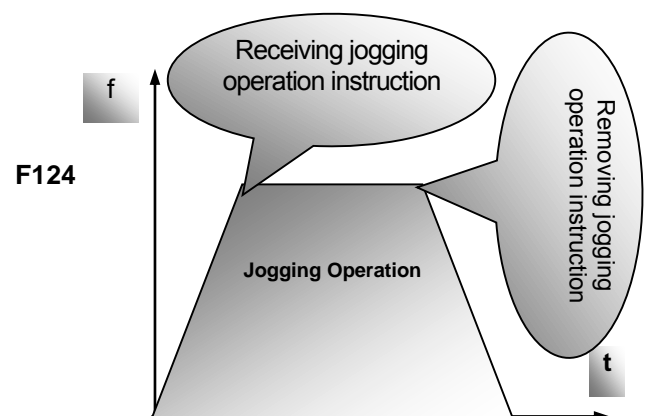 Receiving jogging
operation instruction
f
F124
Removing jogging
operation instruction
Jogging Operation
t